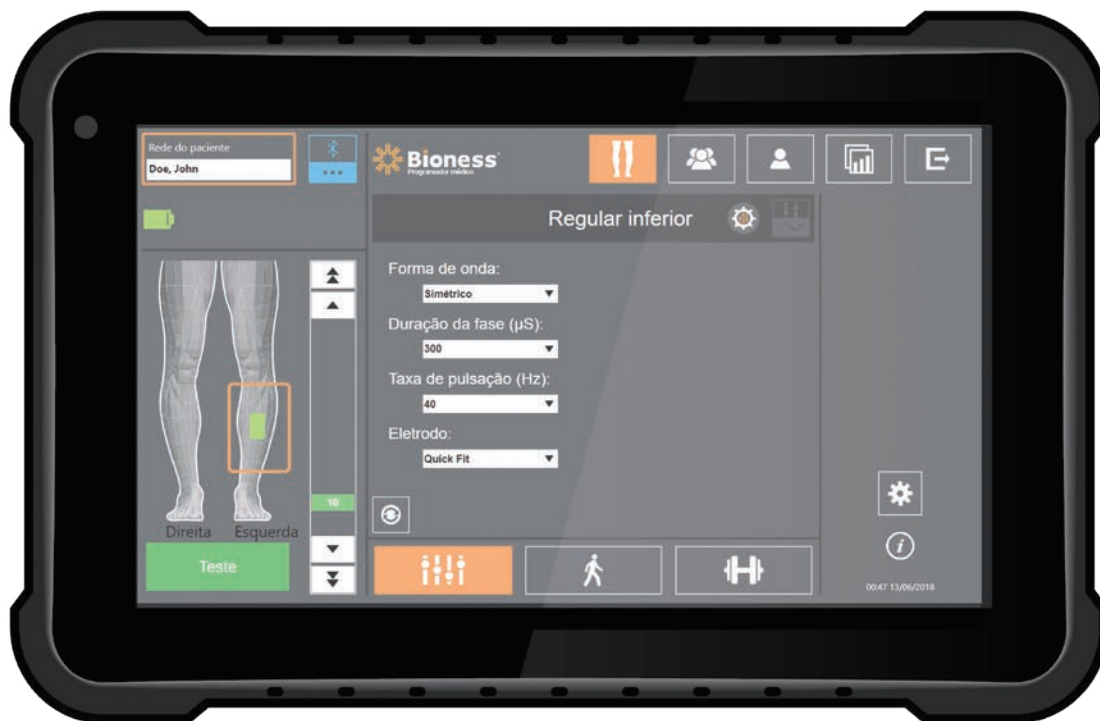 Rede do paciente
Doe, John
Bioness
Programador médico
Regular inferior
Forma de onda:
Simétrico
Duração da fase (µS):
300
Taxa de pulsação (Hz):
40
Eletrodo:
Quick Fit
10
Direita Esquerda
Teste
00:47 13/06/2018